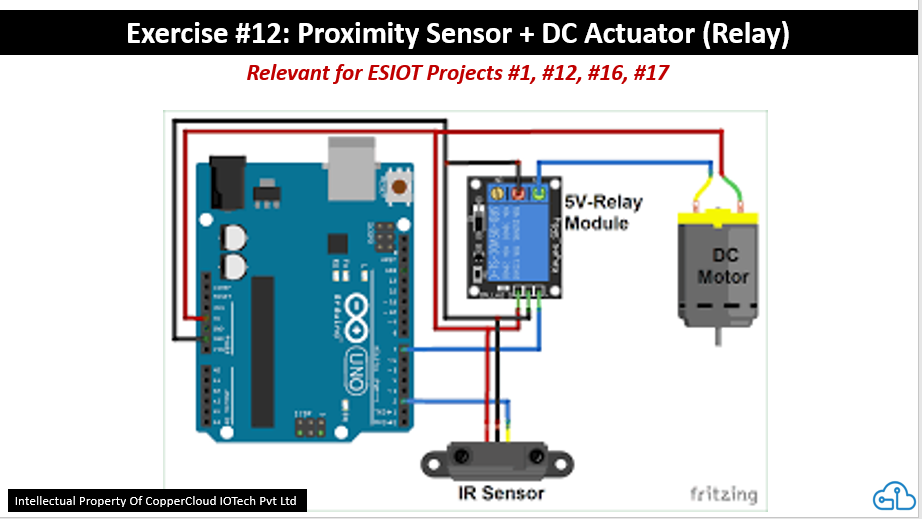 Exercise #12: Proximity Sensor + DC Actuator (Relay)
Relevant for ESIOT Projects #1, #12, #16, #17
5V-Relay
Module
DC
Motor
Arduino
UNO
IR Sensor
fritzing
Intellectual Property Of CopperCloud IOTech Pvt Ltd